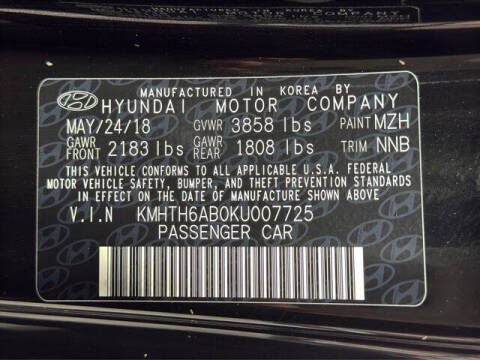 MANUFACTURED IN KOREA BY
HYUNDAI MOTOR COMPANY
MAY/24/18 GVWR 3858 lbs PAINT MZH
GAWR FRONT 2183 lbs GAWR REAR 1808 lbs TRIM NNB
THIS VEHICLE CONFORMS TO ALL APPLICABLE U.S.A. FEDERAL
MOTOR VEHICLE SAFETY, BUMPER, AND THEFT PREVENTION STANDARDS
IN EFFECT ON THE DATE OF MANUFACTURE SHOWN ABOVE.
V.I.N KMHTH6AB0KU007725
PASSENGER CAR